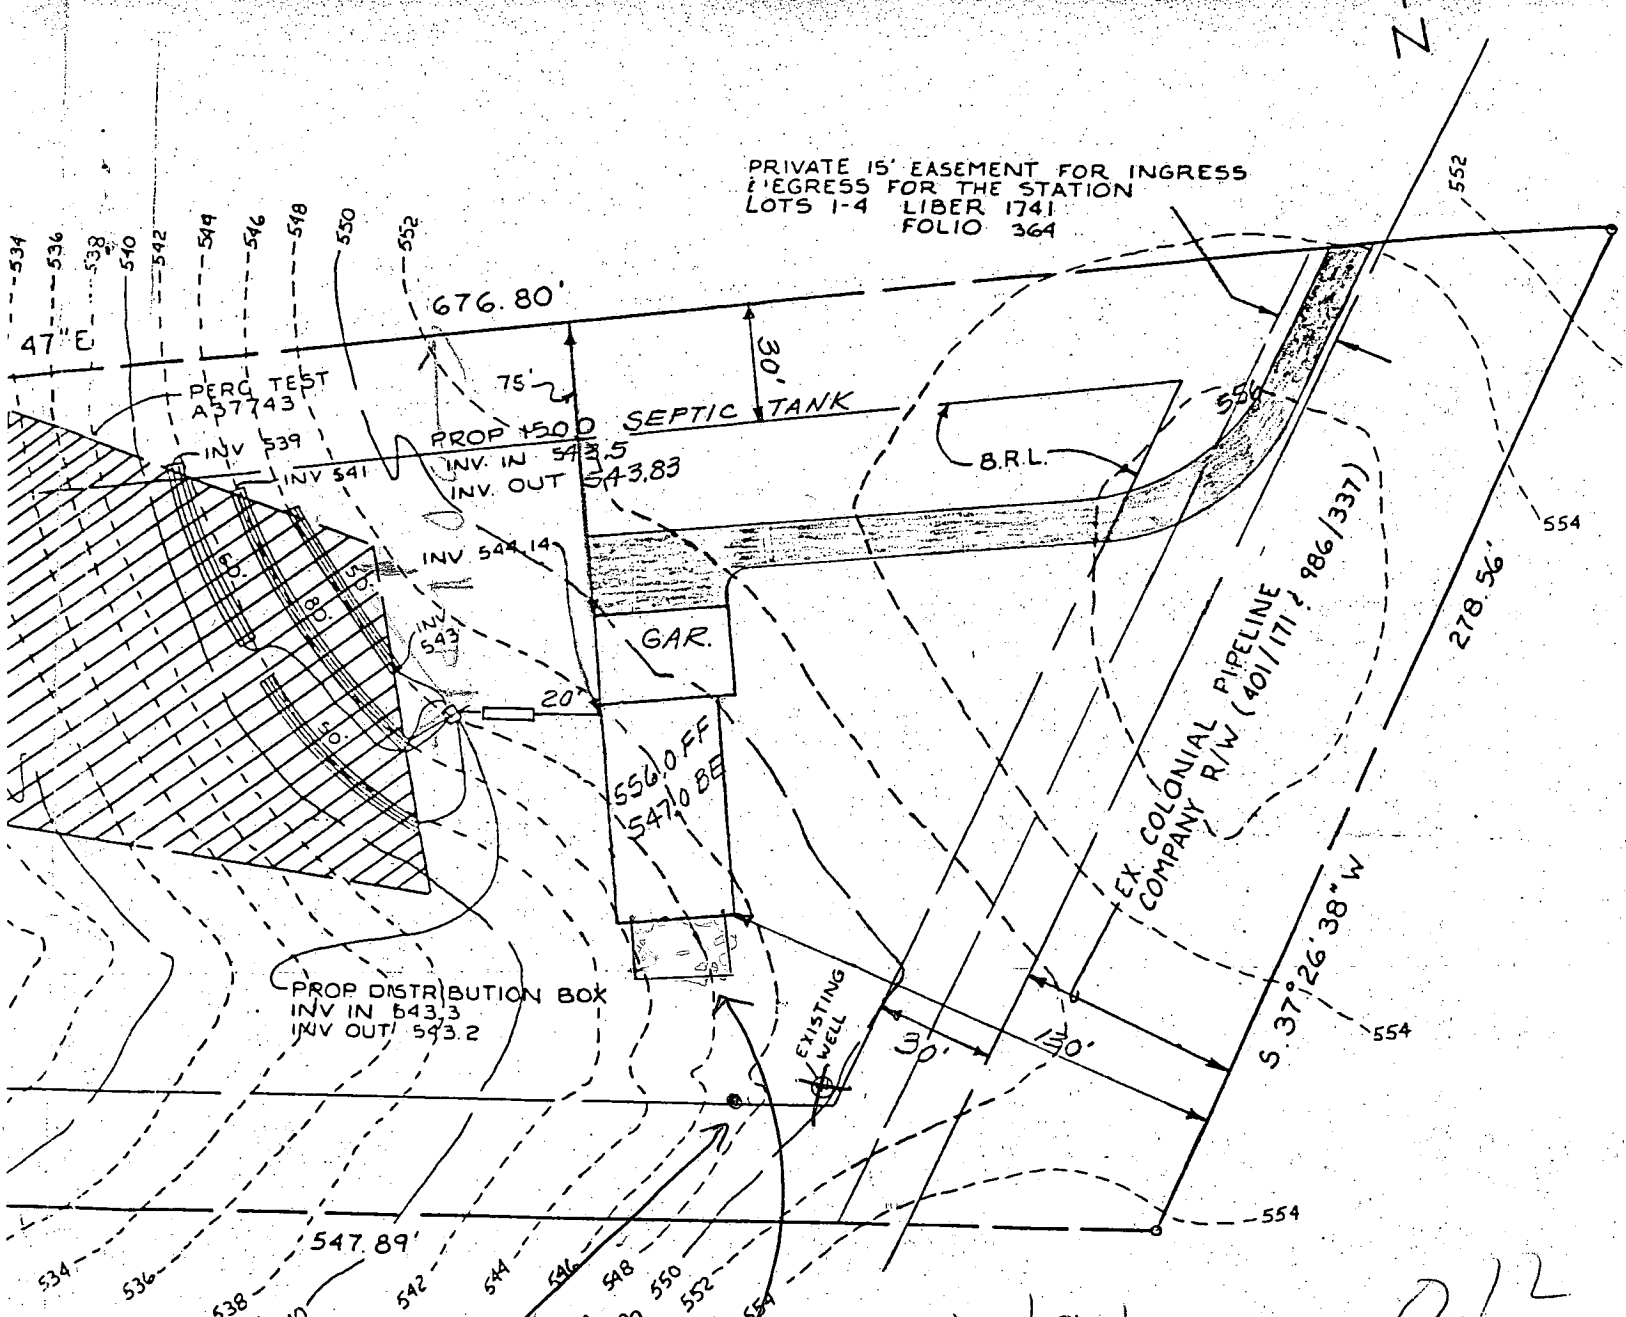 PRIVATE 15' EASEMENT FOR INGRESS
& EGRESS FOR THE STATION
LOTS 1-4 LIBER 1741
FOLIO 364
552
534
536
538
540
542
544
546
548
550
552
676.80'
47" E
30'
75'
PERC TEST
A37743
INV 539
INV 541
PROP 1500 SEPTIC TANK
INV. IN 543.5
INV. OUT 543.83
B.R.L.
556
554
INV 544.14
60'
80'
50'
INV
543
GAR.
20'
50'
556.0 FF
547.0 BE
278.56'
EX. COLONIAL PIPELINE
COMPANY R/W (401/171 & 986/337)
S. 37° 26' 38" W
PROP DISTRIBUTION BOX
INV IN 543.3
INV OUT 543.2
EXISTING
WELL
30'
130'
554
554
547.89'
534
536
538
542
544
546
548
550
552
554